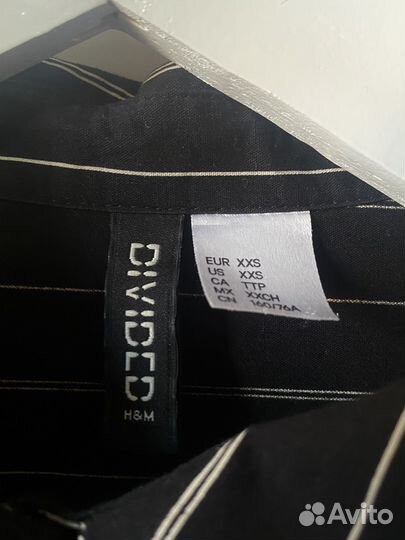 DIVIDED
H&M
EUR XXS
US XXS
CA TTP
MX XXCH
CN 160/76A
Avito